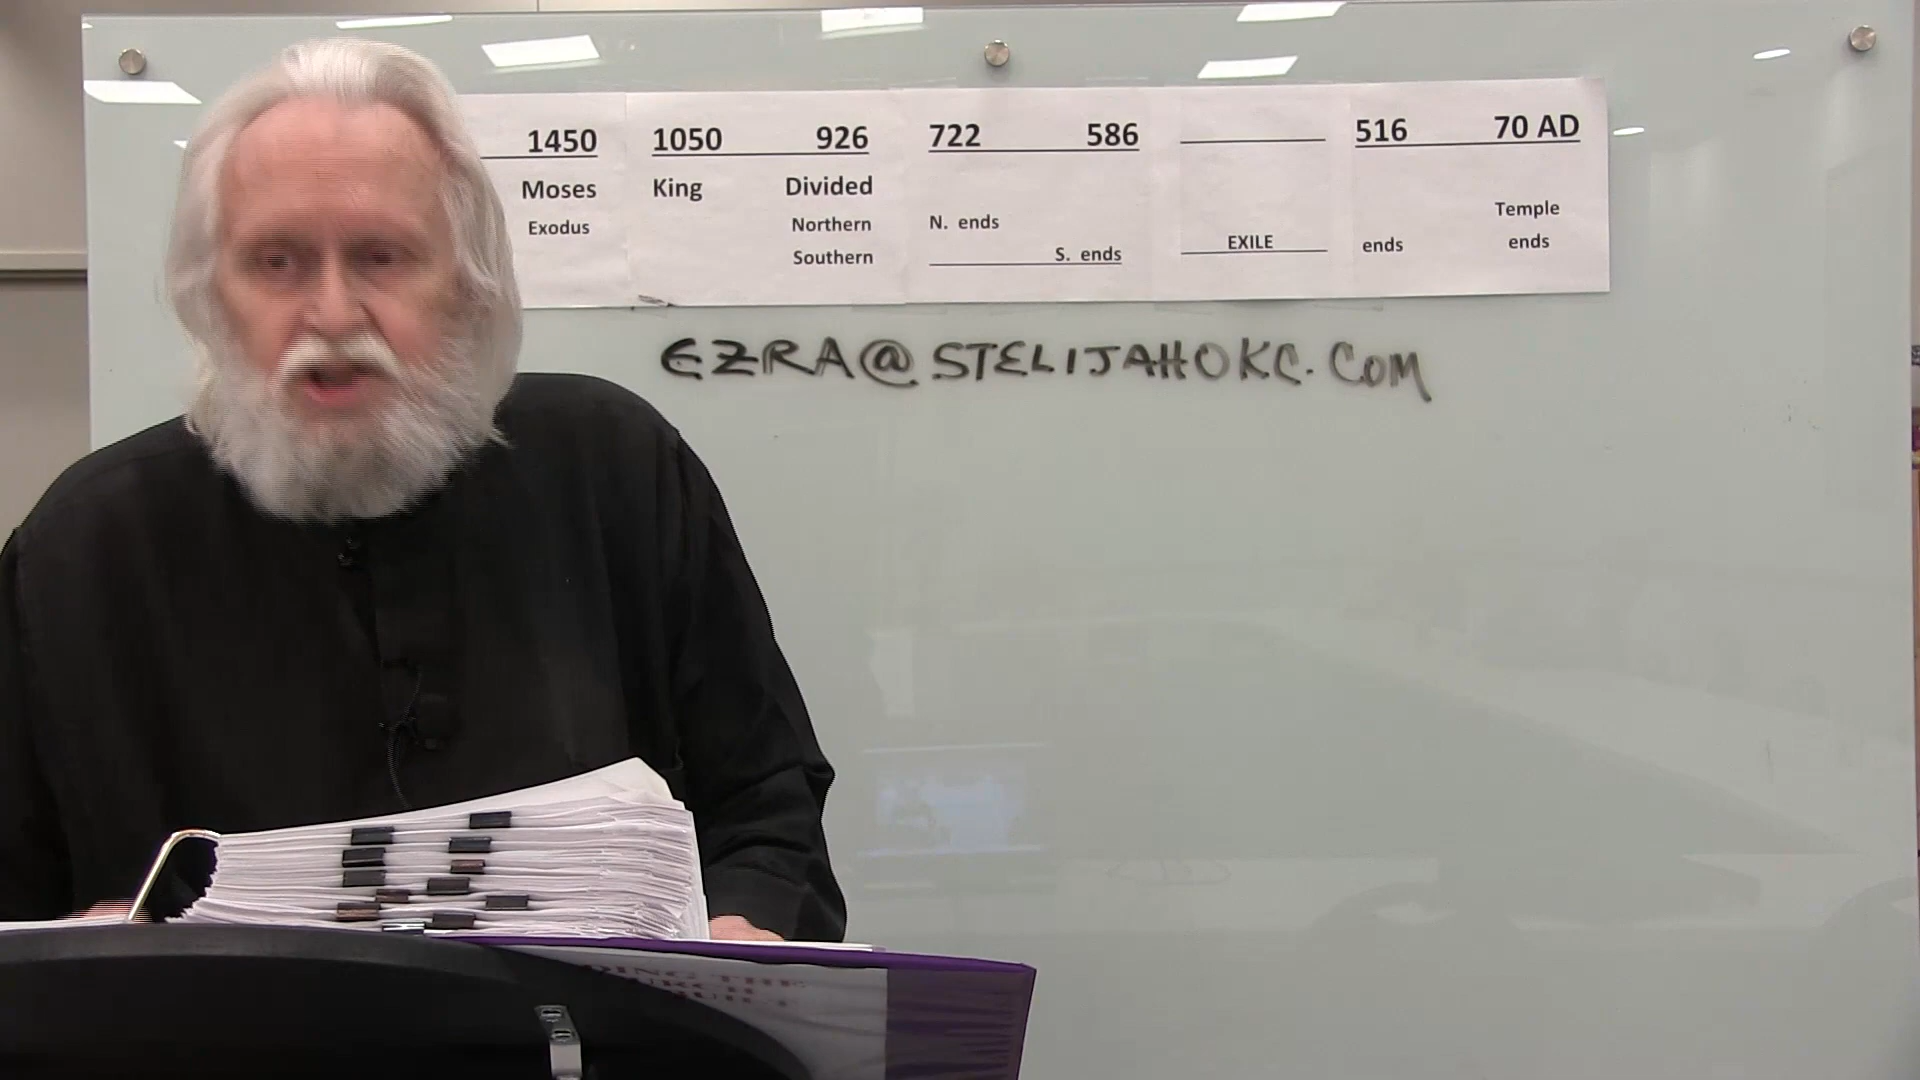 1450 1050 926 722 586 516 70 AD
Moses King Divided
Exodus Northern N. ends Temple
Southern S. ends EXILE ends ends
EZRA@STELIJAHOKC.COM
THE